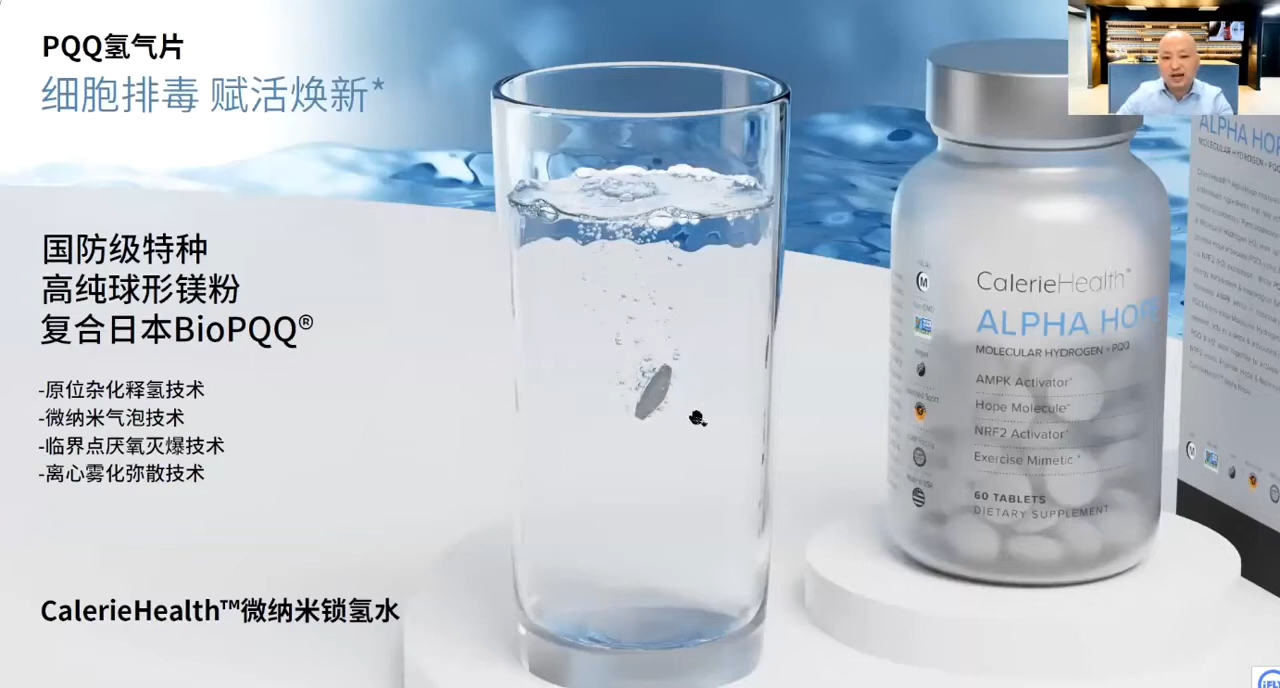 PQQ氢气片
细胞排毒 赋活焕新*
国防级特种
高纯球形镁粉
复合日本BioPQQ®
-原位杂化释氢技术
-微纳米气泡技术
-临界点厌氧灭爆技术
-离心雾化弥散技术
CalerieHealth™微纳米锁氢水
CalerieHealth
ALPHA HOPE
MOLECULAR HYDROGEN + PQQ
AMPK Activator*
Hope Molecule™
NRF2 Activator*
Exercise Mimetic *
60 TABLETS
DIETARY SUPPLEMENT
ALPHA HOP
MOLECULAR HYDROGEN + PQQ